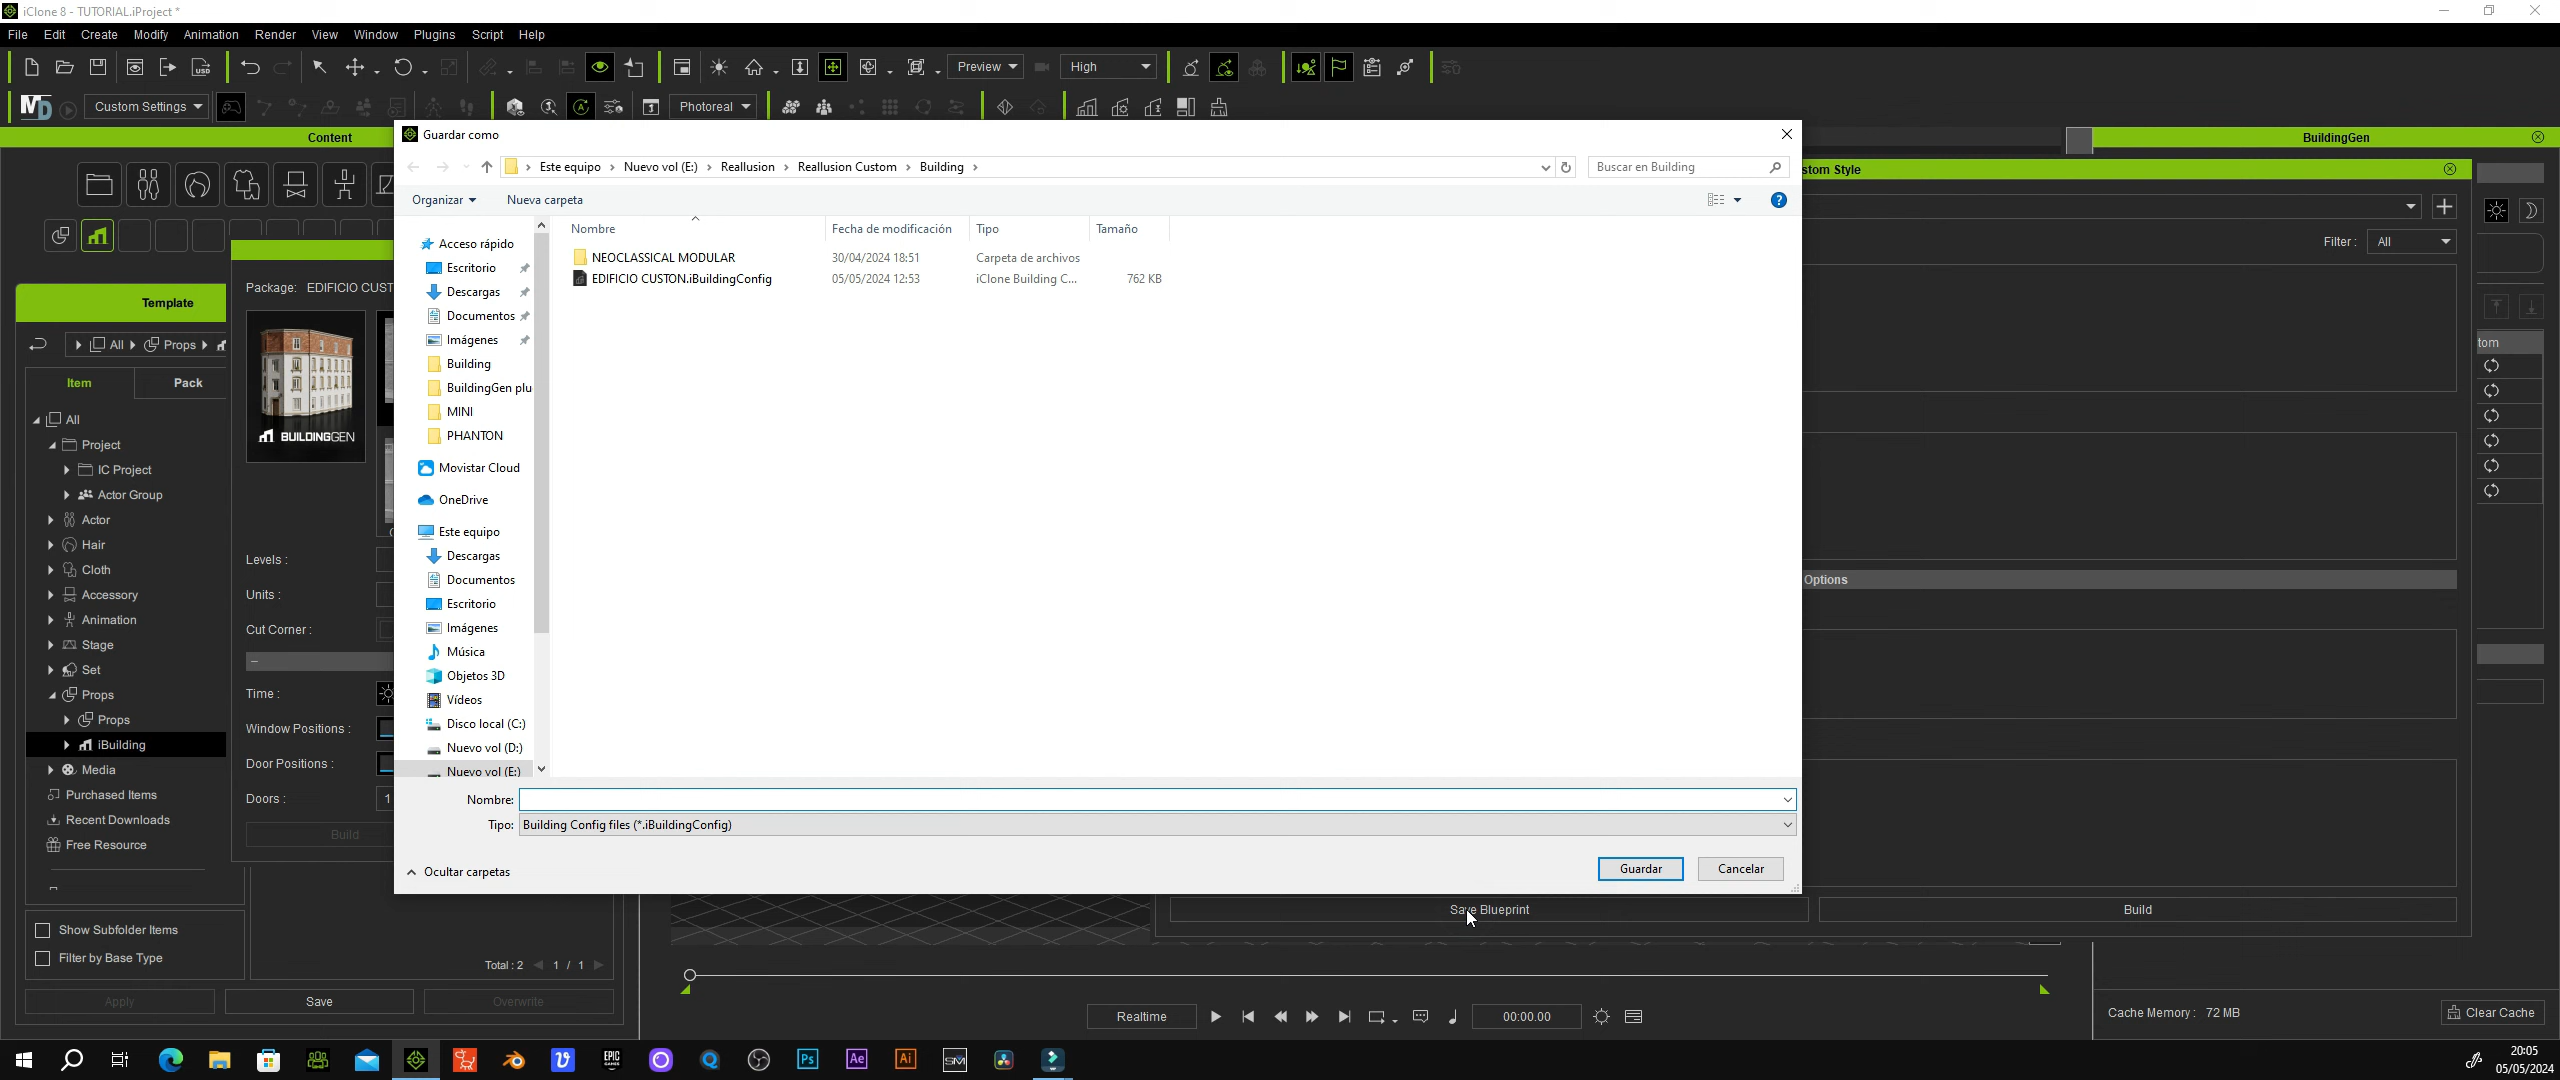 iClone 8 - TUTORIAL.iProject *
File Edit Create Modify Animation Render View Window Plugins Script Help
Preview High
Custom Settings Photoreal
Content
BuildingGen
Guardar como
Este equipo Nuevo vol (E:) Reallusion Reallusion Custom Building
Buscar en Building
stom Style
Organizar Nueva carpeta
Filter : All
Nombre Fecha de modificación Tipo Tamaño
NEOCLASSICAL MODULAR 30/04/2024 18:51 Carpeta de archivos
EDIFICIO CUSTON.iBuildingConfig 05/05/2024 12:53 iClone Building C... 762 KB
Acceso rápido
Escritorio
Descargas
Documentos
Imágenes
Building
BuildingGen plu
MINI
PHANTON
Movistar Cloud
OneDrive
Este equipo
Descargas
Documentos
Escritorio
Imágenes
Música
Objetos 3D
Vídeos
Disco local (C:)
Nuevo vol (D:)
Nuevo vol (E:)
Nombre:
Tipo: Building Config files (*.iBuildingConfig)
Ocultar carpetas
Guardar Cancelar
Package: EDIFICIO CUST
BUILDINGGEN
Levels :
Units :
Cut Corner :
Time :
Window Positions :
Door Positions :
Doors : 1
Build
Template
All Props
Item Pack
All
Project
IC Project
Actor Group
Actor
Hair
Cloth
Accessory
Animation
Stage
Set
Props
Props
iBuilding
Media
Purchased Items
Recent Downloads
Free Resource
Show Subfolder Items
Filter by Base Type
Total : 2 1 / 1
Apply Save Overwrite
tom
Options
Save Blueprint Build
Realtime 00:00.00
Cache Memory : 72 MB
Clear Cache
20:05
05/05/2024
EPIC GAMES
Ps Ae Ai